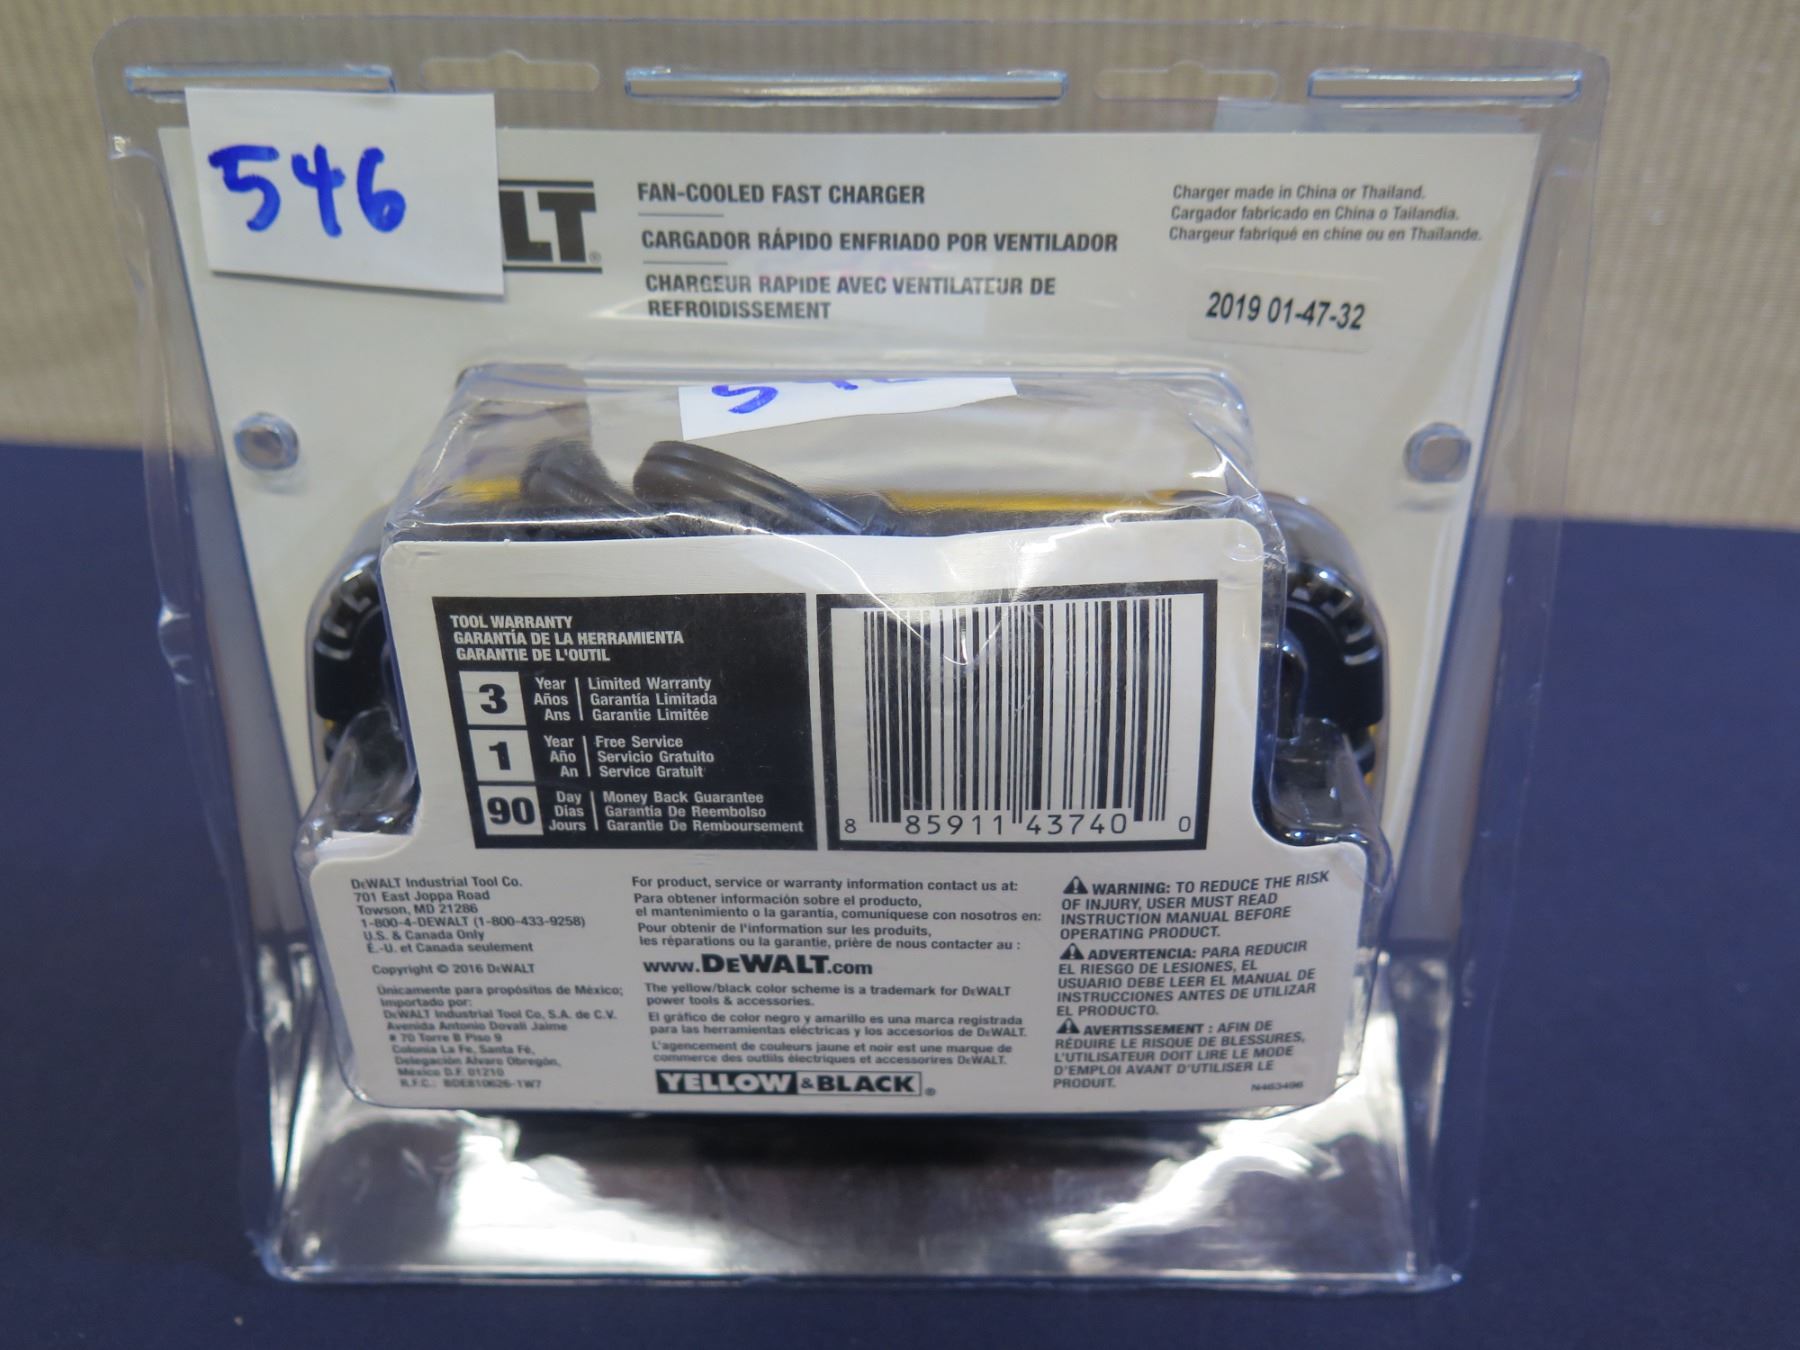 546
LT®
FAN-COOLED FAST CHARGER
CARGADOR RÁPIDO ENFRIADO POR VENTILADOR
CHARGEUR RAPIDE AVEC VENTILATEUR DE
REFROIDISSEMENT
Charger made in China or Thailand.
Cargador fabricado en China o Tailandia.
Chargeur fabriqué en chine ou en Thaïlande.
2019 01-47-32
TOOL WARRANTY
GARANTÍA DE LA HERRAMIENTA
GARANTIE DE L'OUTIL
3 Year | Limited Warranty
Años | Garantía Limitada
Ans | Garantie Limitée
1 Year | Free Service
Año | Servicio Gratuito
An | Service Gratuit
90 Day | Money Back Guarantee
Días | Garantía De Reembolso
Jours | Garantie De Remboursement
8 85911 43740 0
DeWALT Industrial Tool Co.
701 East Joppa Road
Towson, MD 21286
1-800-4-DEWALT (1-800-433-9258)
U.S. & Canada Only
É.-U. et Canada seulement
Copyright © 2016 DeWALT
Únicamente para propósitos de México;
Importado por:
DeWALT Industrial Tool Co, S.A. de C.V.
Avenida Antonio Dovali Jaime
# 70 Torre B Piso 9
Colonia La Fe, Santa Fé,
Delegación Alvaro Obregón,
México D.F. 01210
R.F.C.: BDE810626-1W7
For product, service or warranty information contact us at:
Para obtener información sobre el producto,
el mantenimiento o la garantía, comuníquese con nosotros en:
Pour obtenir de l'information sur les produits,
les réparations ou la garantie, prière de nous contacter au :
www.DeWALT.com
The yellow/black color scheme is a trademark for DeWALT
power tools & accessories.
El gráfico de color negro y amarillo es una marca registrada
para las herramientas eléctricas y los accesorios de DeWALT.
L'agencement de couleurs jaune et noir est une marque de
commerce des outiils électriques et accessorires DeWALT.
YELLOW & BLACK®
WARNING: TO REDUCE THE RISK
OF INJURY, USER MUST READ
INSTRUCTION MANUAL BEFORE
OPERATING PRODUCT.
ADVERTENCIA: PARA REDUCIR
EL RIESGO DE LESIONES, EL
USUARIO DEBE LEER EL MANUAL DE
INSTRUCCIONES ANTES DE UTILIZAR
EL PRODUCTO.
AVERTISSEMENT : AFIN DE
RÉDUIRE LE RISQUE DE BLESSURES,
L'UTILISATEUR DOIT LIRE LE MODE
D'EMPLOI AVANT D'UTILISER LE
PRODUIT.
N463496